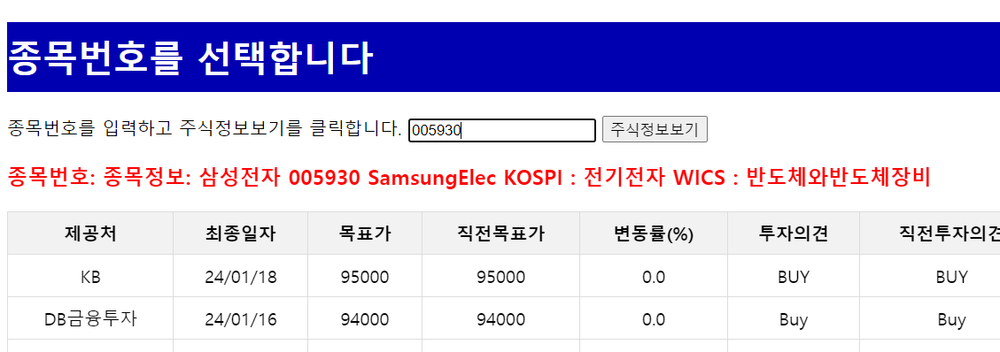 종목번호를 선택합니다
종목번호를 입력하고 주식정보보기를 클릭합니다. 005930 주식정보보기
종목번호: 종목정보: 삼성전자 005930 SamsungElec KOSPI : 전기전자 WICS : 반도체와반도체장비
제공처 최종일자 목표가 직전목표가 변동률(%) 투자의견 직전투자의견
KB 24/01/18 95000 95000 0.0 BUY BUY
DB금융투자 24/01/16 94000 94000 0.0 Buy Buy